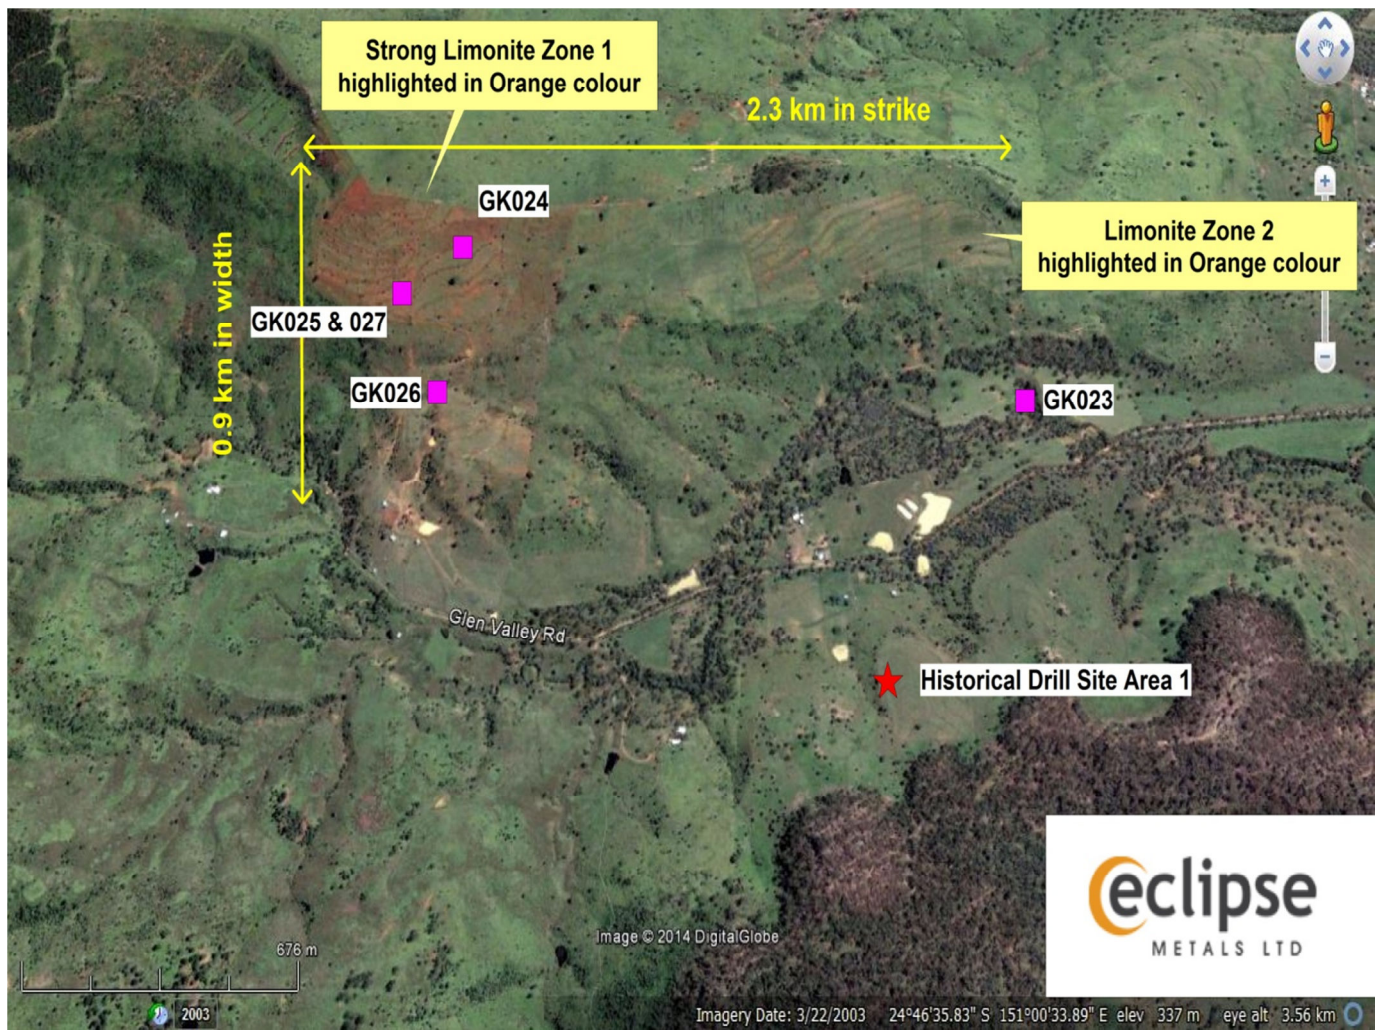 Strong Limonite Zone 1
highlighted in Orange colour
2.3 km in strike
GK024
Limonite Zone 2
highlighted in Orange colour
0.9 km in width
GK025 & 027
GK026
GK023
Glen Valley Rd
Historical Drill Site Area 1
eclipse
METALS LTD
Image © 2014 DigitalGlobe
676 m
2003
Imagery Date: 3/22/2003 24°46'35.83" S 151°00'33.89" E elev 337 m eye alt 3.56 km